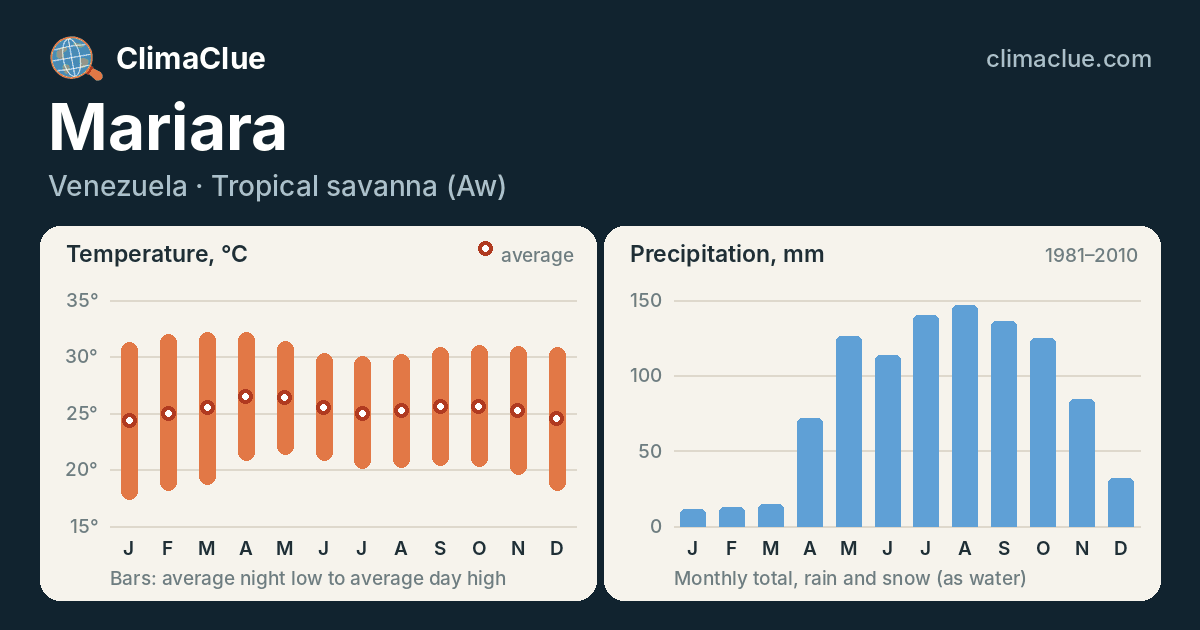 ClimaClue
climaclue.com
Mariara
Venezuela · Tropical savanna (Aw)
Temperature, °C
average
35°
30°
25°
20°
15°
J F M A M J J A S O N D
Bars: average night low to average day high
Precipitation, mm
1981–2010
150
100
50
0
J F M A M J J A S O N D
Monthly total, rain and snow (as water)